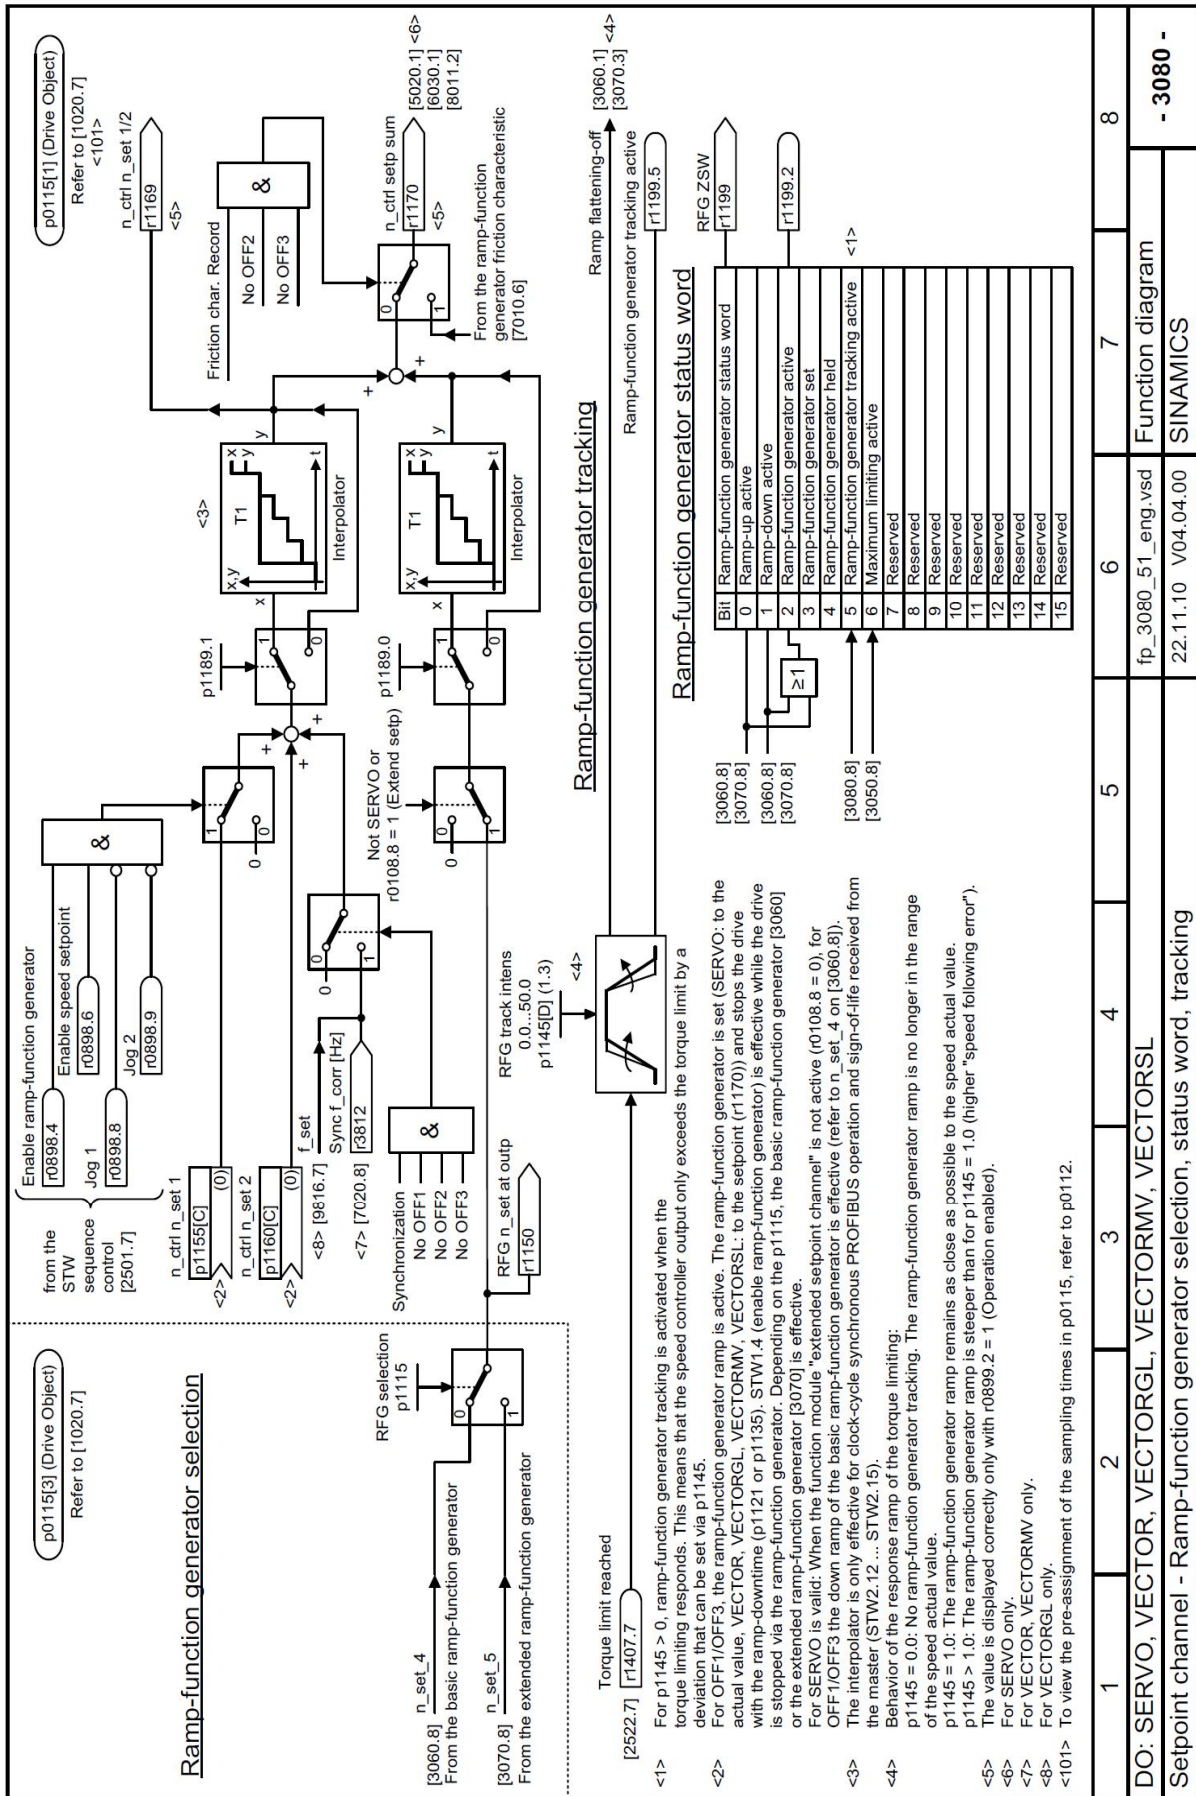 p0115[3] (Drive Object)
Refer to [1020.7]
Ramp-function generator selection
RFG selection
p1115
0
1
[3060.8] n_set_4
From the basic ramp-function generator
[3070.8] n_set_5
From the extended ramp-function generator
from the
STW
sequence
control
[2501.7]
Enable ramp-function generator
r0898.4
Enable speed setpoint
r0898.6
Jog 1
r0898.8
Jog 2
r0898.9
&
n_ctrl n_set 1
p1155[C] (0)
<2>
n_ctrl n_set 2
p1160[C] (0)
<2>
f_set
<8> [9816.7]
Sync f_corr [Hz]
<7> [7020.8] r3812
Synchronization
No OFF1
No OFF2
No OFF3
&
RFG n_set at outp
r1150
1
0
0
0
0
1
+
+
+
Not SERVO or
r0108.8 = 1 (Extend setp)
0
0
1
p1189.1
1
0
p1189.0
1
0
<3>
x
x,y
T1
x
y
t
y
Interpolator
x
x,y
T1
x
y
t
y
Interpolator
+
+
p0115[1] (Drive Object)
Refer to [1020.7]
<101>
n_ctrl n_set 1/2
r1169
<5>
Friction char. Record
No OFF2
No OFF3
&
0
1
n_ctrl setp sum
r1170
<5>
[5020.1] <6>
[6030.1]
[8011.2]
From the ramp-function
generator friction characteristic
[7010.6]
Ramp-function generator tracking
Torque limit reached
[2522.7] r1407.7
RFG track intens
0.0...50.0
p1145[D] (1.3)
<4>
Ramp flattening-off
[3060.1] <4>
[3070.3]
Ramp-function generator tracking active
r1199.5
Ramp-function generator status word
RFG ZSW
r1199
r1199.2
Bit Ramp-function generator status word
0 Ramp-up active
1 Ramp-down active
2 Ramp-function generator active
3 Ramp-function generator set
4 Ramp-function generator held
5 Ramp-function generator tracking active <1>
6 Maximum limiting active
7 Reserved
8 Reserved
9 Reserved
10 Reserved
11 Reserved
12 Reserved
13 Reserved
14 Reserved
15 Reserved
[3060.8]
[3070.8]
[3060.8]
[3070.8]
≥1
[3080.8]
[3050.8]
<1> For p1145 > 0, ramp-function generator tracking is activated when the
torque limiting responds. This means that the speed controller output only exceeds the torque limit by a
deviation that can be set via p1145.
<2> For OFF1/OFF3, the ramp-function generator ramp is active. The ramp-function generator is set (SERVO: to the
actual value, VECTOR, VECTORMV, VECTORGL, VECTORSL: to the setpoint (r1170)) and stops the drive
with the ramp-downtime (p1121 or p1135). STW1.4 (enable ramp-function generator) is effective while the drive
is stopped via the ramp-function generator. Depending on the p1115, the basic ramp-function generator [3060]
or the extended ramp-function generator [3070] is effective.
For SERVO is valid: When the function module "extended setpoint channel" is not active (r0108.8 = 0), for
OFF1/OFF3 the down ramp of the basic ramp-function generator is effective (refer to n_set_4 on [3060.8]).
<3> The interpolator is only effective for clock-cycle synchronous PROFIBUS operation and sign-of-life received from
the master (STW2.12 ... STW2.15).
<4> Behavior of the response ramp of the torque limiting:
p1145 = 0.0: No ramp-function generator tracking. The ramp-function generator ramp is no longer in the range
of the speed actual value.
p1145 = 1.0: The ramp-function generator ramp remains as close as possible to the speed actual value.
p1145 > 1.0: The ramp-function generator ramp is steeper than for p1145 = 1.0 (higher "speed following error").
<5> The value is displayed correctly only with r0899.2 = 1 (Operation enabled).
<6> For SERVO only.
<7> For VECTOR, VECTORMV only.
<8> For VECTORGL only.
<101> To view the pre-assignment of the sampling times in p0115, refer to p0112.
1 2 3 4 5 6 7 8
DO: SERVO, VECTOR, VECTORGL, VECTORMV, VECTORSL
fp_3080_51_eng.vsd
Function diagram
- 3080 -
Setpoint channel - Ramp-function generator selection, status word, tracking
22.11.10 V04.04.00
SINAMICS